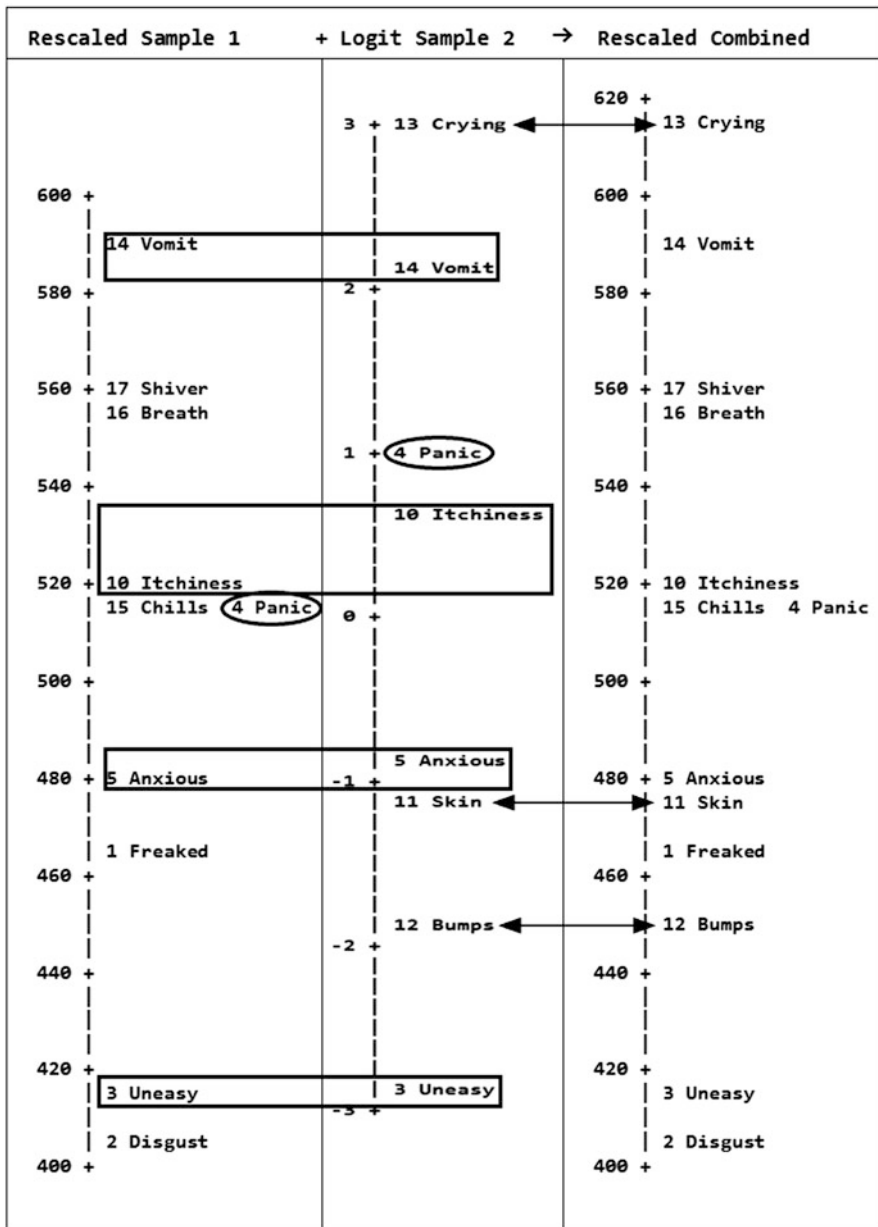 Rescaled Sample 1 + Logit Sample 2 → Rescaled Combined
620 +
3 + 13 Crying 13 Crying
600 + 600 +
14 Vomit 14 Vomit
14 Vomit
580 + 2 + 580 +
560 + 17 Shiver 560 + 17 Shiver
16 Breath 16 Breath
1 + 4 Panic
540 + 540 +
10 Itchiness
520 + 10 Itchiness 520 + 10 Itchiness
15 Chills 4 Panic 0 + 15 Chills 4 Panic
500 + 500 +
5 Anxious
480 + 5 Anxious -1 + 480 + 5 Anxious
11 Skin 11 Skin
1 Freaked 1 Freaked
460 + 460 +
12 Bumps 12 Bumps
-2 +
440 + 440 +
420 + 420 +
3 Uneasy 3 Uneasy 3 Uneasy
-3 +
2 Disgust 2 Disgust
400 + 400 +